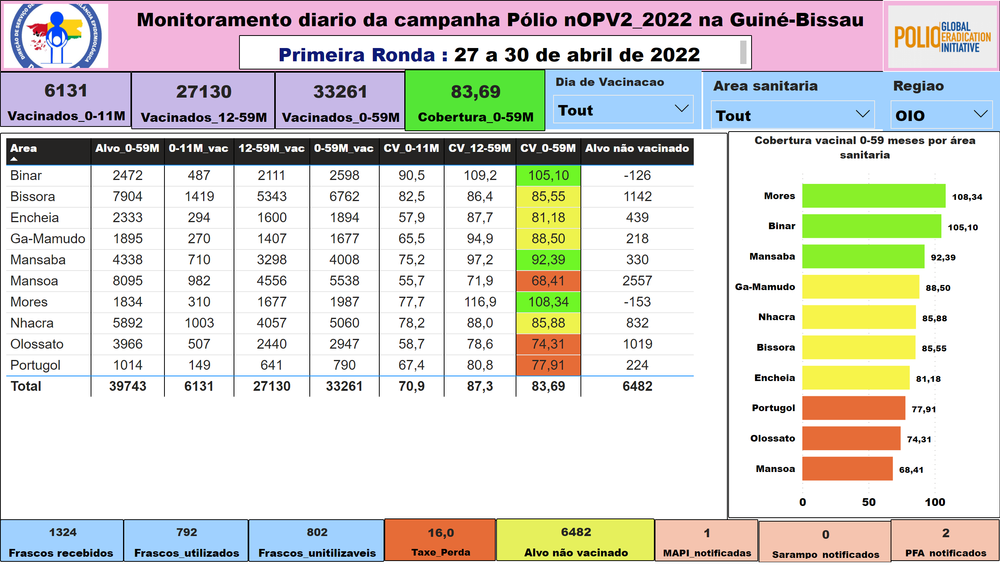 DIREÇÃO DE SERVIÇO DE
VIGILÂNCIA EPIDEMIOLÓGICA
Monitoramento diario da campanha Pólio nOPV2_2022 na Guiné-Bissau
Primeira Ronda : 27 a 30 de abril de 2022
POLIO GLOBAL
ERADICATION
INITIATIVE
6131
Vacinados_0-11M
27130
Vacinados_12-59M
33261
Vacinados_0-59M
83,69
Cobertura_0-59M
Dia de Vacinacao
Tout
Area sanitaria
Tout
Regiao
OIO
Area Alvo_0-59M 0-11M_vac 12-59M_vac 0-59M_vac CV_0-11M CV_12-59M CV_0-59M Alvo não vacinado
Binar 2472 487 2111 2598 90,5 109,2 105,10 -126
Bissora 7904 1419 5343 6762 82,5 86,4 85,55 1142
Encheia 2333 294 1600 1894 57,9 87,7 81,18 439
Ga-Mamudo 1895 270 1407 1677 65,5 94,9 88,50 218
Mansaba 4338 710 3298 4008 75,2 97,2 92,39 330
Mansoa 8095 982 4556 5538 55,7 71,9 68,41 2557
Mores 1834 310 1677 1987 77,7 116,9 108,34 -153
Nhacra 5892 1003 4057 5060 78,2 88,0 85,88 832
Olossato 3966 507 2440 2947 58,7 78,6 74,31 1019
Portugol 1014 149 641 790 67,4 80,8 77,91 224
Total 39743 6131 27130 33261 70,9 87,3 83,69 6482
Cobertura vacinal 0-59 meses por área
sanitaria
Mores 108,34
Binar 105,10
Mansaba 92,39
Ga-Mamudo 88,50
Nhacra 85,88
Bissora 85,55
Encheia 81,18
Portugol 77,91
Olossato 74,31
Mansoa 68,41
0 50 100
1324
Frascos recebidos
792
Frascos_utilizados
802
Frascos_unitilizaveis
16,0
Taxe_Perda
6482
Alvo não vacinado
1
MAPI_notificadas
0
Sarampo notificados
2
PFA notificados